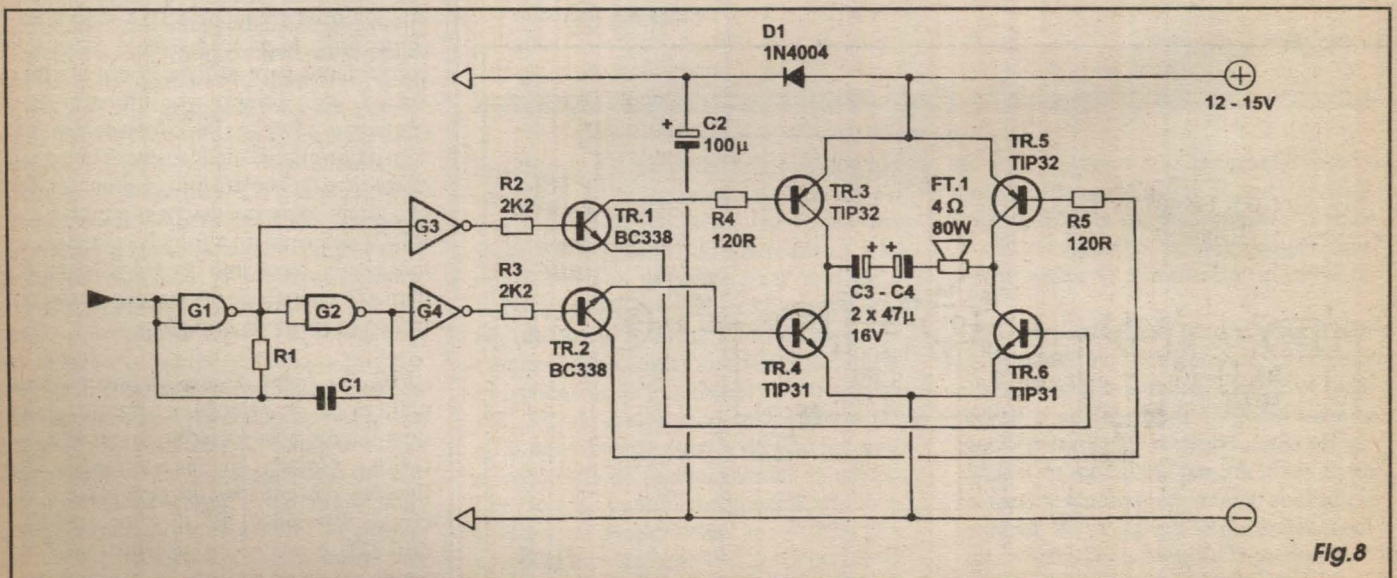 D1
1N4004
+
12 - 15V
+
C2
100µ
TR.5
TIP32
R2
2K2
G3
TR.1
BC338
R4
120R
TR.3
TIP32
FT.1
4 Ω
80W
R5
120R
R3
2K2
+ +
C3 - C4
2 x 47µ
16V
G1
G2
G4
R1
C1
TR.2
BC338
TR.4
TIP31
TR.6
TIP31
−
Fig.8